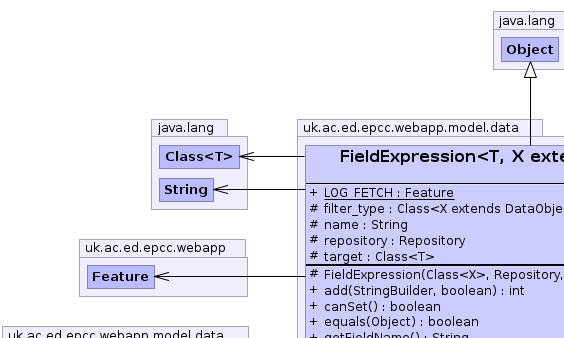 java.lang
Object
java.lang
Class<T>
String
uk.ac.ed.epcc.webapp
Feature
uk.ac.ed.epcc.webapp.model.data
uk.ac.ed.epcc.webapp.model.data
FieldExpression<T, X exte
+ LOG_FETCH : Feature
# filter_type : Class<X extends DataObje
# name : String
# repository : Repository
# target : Class<T>
# FieldExpression(Class<X>, Repository,
+ add(StringBuilder, boolean) : int
+ canSet() : boolean
+ equals(Object) : boolean
+ getFieldName() : String